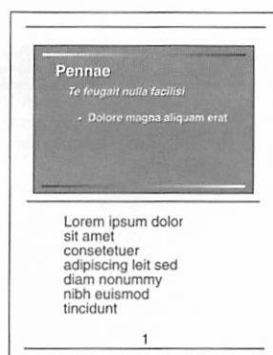 Pennae
Te feugait nulla facilisi
- Dolore magna aliquam erat
Lorem ipsum dolor
sit amet
consetetuer
adipiscing leit sed
diam nonummy
nibh euismod
tincidunt
1